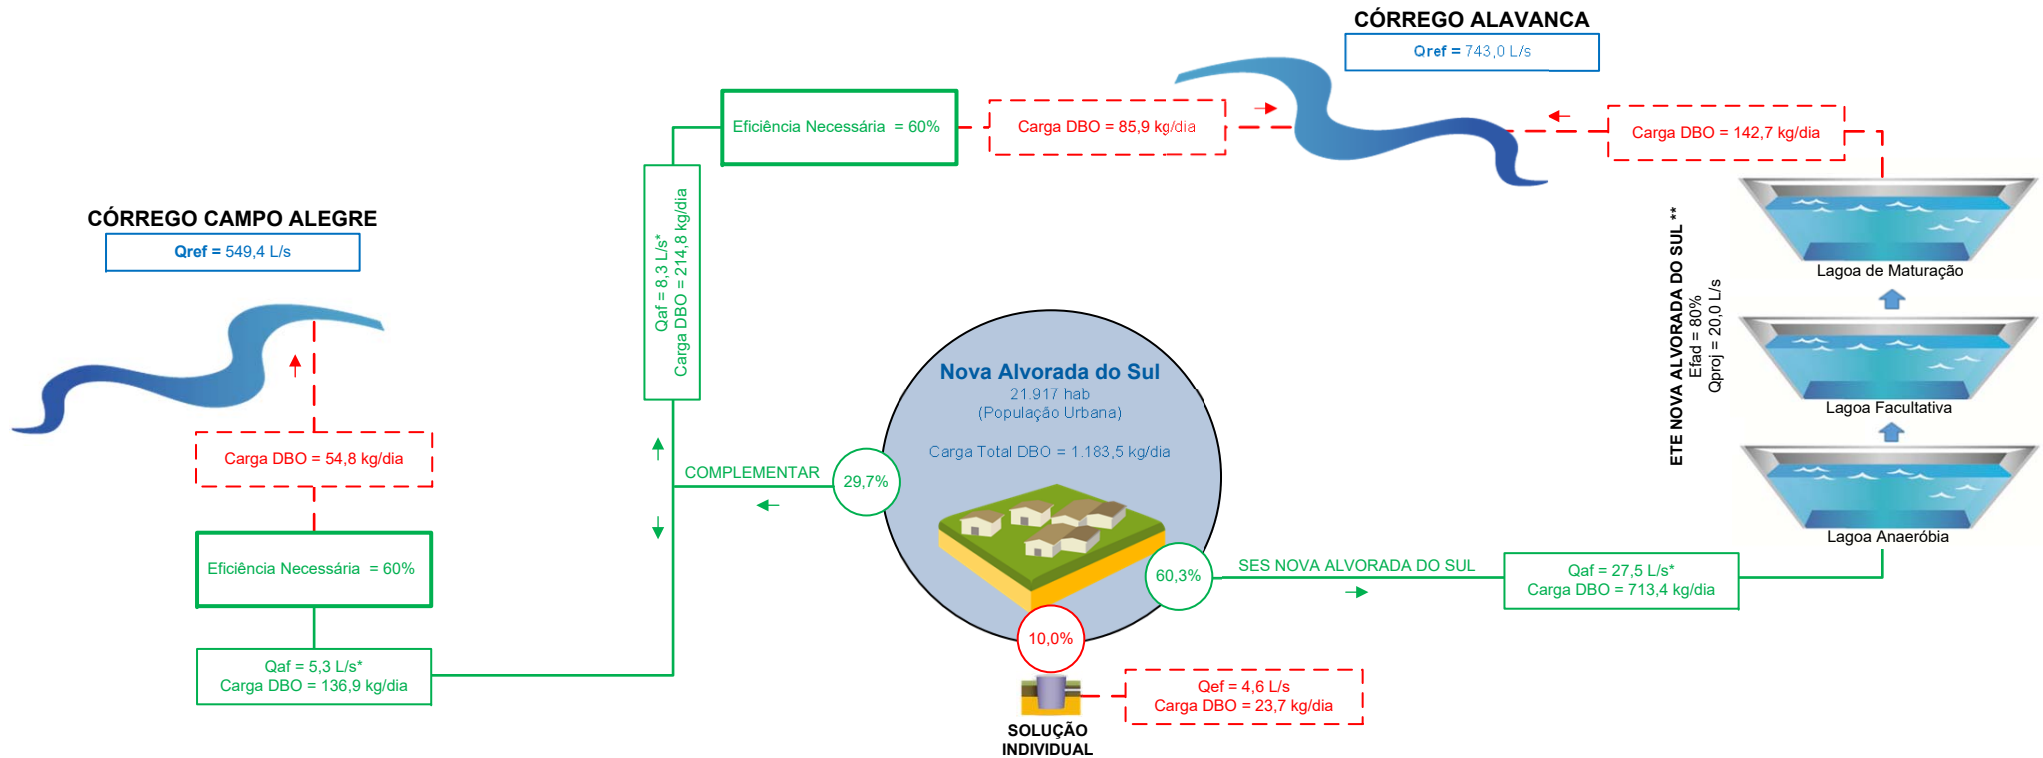 CÓRREGO ALAVANCA
Qref = 743,0 L/s
Eficiência Necessária = 60%
Carga DBO = 85,9 kg/dia
Carga DBO = 142,7 kg/dia
CÓRREGO CAMPO ALEGRE
Qref = 549,4 L/s
Qaf = 8,3 L/s*
Carga DBO = 214,8 kg/dia
ETE NOVA ALVORADA DO SUL **
Efad = 80%
Qproj = 20,0 L/s
Lagoa de Maturação
Lagoa Facultativa
Lagoa Anaeróbia
Nova Alvorada do Sul
21.917 hab
(População Urbana)
Carga Total DBO = 1.183,5 kg/dia
Carga DBO = 54,8 kg/dia
COMPLEMENTAR
29,7%
Eficiência Necessária = 60%
60,3%
SES NOVA ALVORADA DO SUL
Qaf = 27,5 L/s*
Carga DBO = 713,4 kg/dia
10,0%
Qaf = 5,3 L/s*
Carga DBO = 136,9 kg/dia
Qef = 4,6 L/s
Carga DBO = 23,7 kg/dia
SOLUÇÃO
INDIVIDUAL